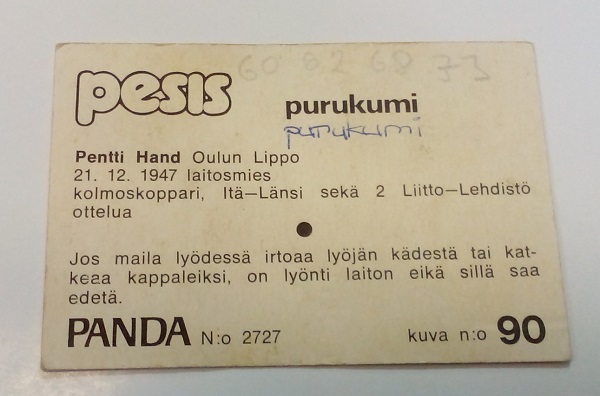 60 62 68 73
pesis
purukumi
purukumi
Pentti Hand Oulun Lippo
21. 12. 1947 laitosmies
kolmoskoppari, Itä—Länsi sekä 2 Liitto—Lehdistö
ottelua
Jos maila lyödessä irtoaa lyöjän kädestä tai kat-
keaa kappaleiksi, on lyönti laiton eikä sillä saa
edetä.
PANDA N:o 2727 kuva n:o 90